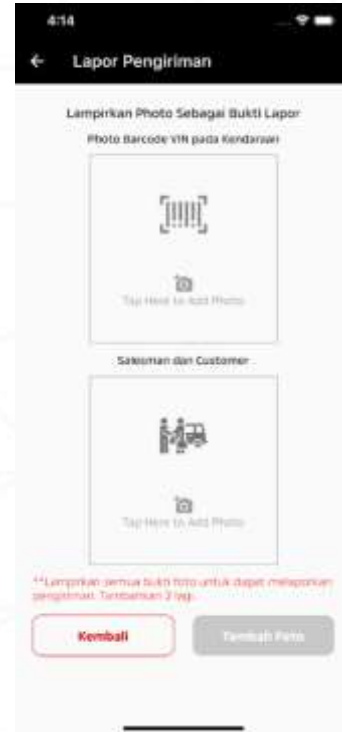 4:14
Lapor Pengiriman
Lampirkan Photo Sebagai Bukti Lapor
Photo Barcode VIN pada Kendaraan
Tap Here to Add Photo
Salesman dan Customer
Tap Here to Add Photo
**Lampirkan semua bukti foto untuk dapat melaporkan
pengiriman. Tambahkan 2 lagi.
Kembali
Tambah Foto